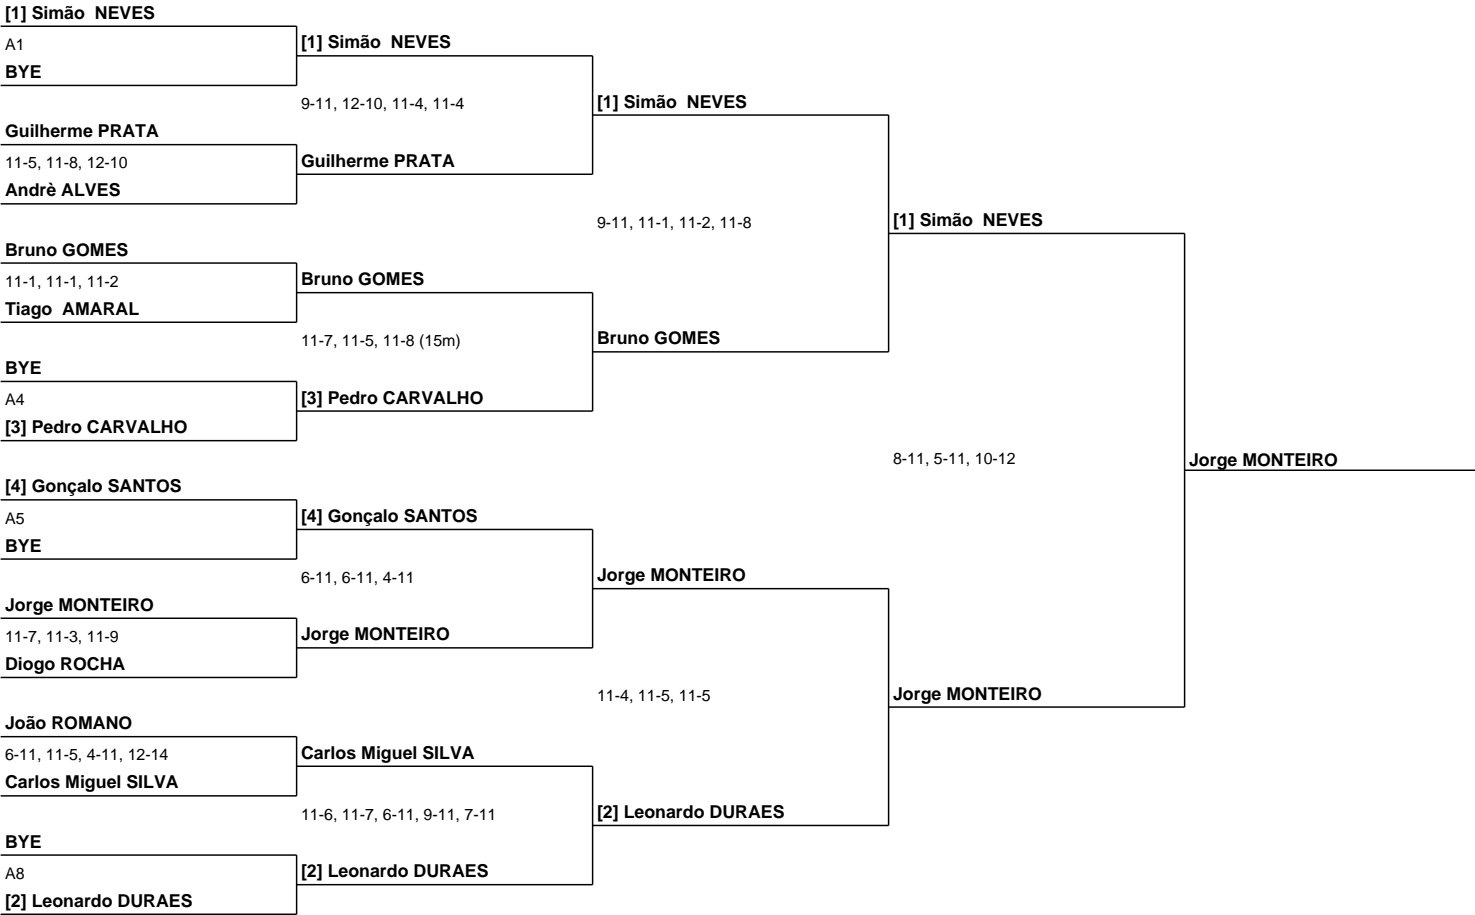 [1] Simão  NEVES
A1
BYE
Guilherme PRATA
11-5, 11-8, 12-10
Andrè ALVES
Bruno GOMES
11-1, 11-1, 11-2
Tiago  AMARAL
BYE
A4
[3] Pedro CARVALHO
[4] Gonçalo SANTOS
A5
BYE
Jorge MONTEIRO
11-7, 11-3, 11-9
Diogo ROCHA
João ROMANO
6-11, 11-5, 4-11, 12-14
Carlos Miguel SILVA
BYE
A8
[2] Leonardo DURAES
[1] Simão  NEVES
9-11, 12-10, 11-4, 11-4
Guilherme PRATA
Bruno GOMES
11-7, 11-5, 11-8 (15m)
[3] Pedro CARVALHO
[4] Gonçalo SANTOS
6-11, 6-11, 4-11
Jorge MONTEIRO
Carlos Miguel SILVA
11-6, 11-7, 6-11, 9-11, 7-11
[2] Leonardo DURAES
[1] Simão  NEVES
9-11, 11-1, 11-2, 11-8
Bruno GOMES
Jorge MONTEIRO
11-4, 11-5, 11-5
[2] Leonardo DURAES
[1] Simão  NEVES
8-11, 5-11, 10-12
Jorge MONTEIRO
Jorge MONTEIRO